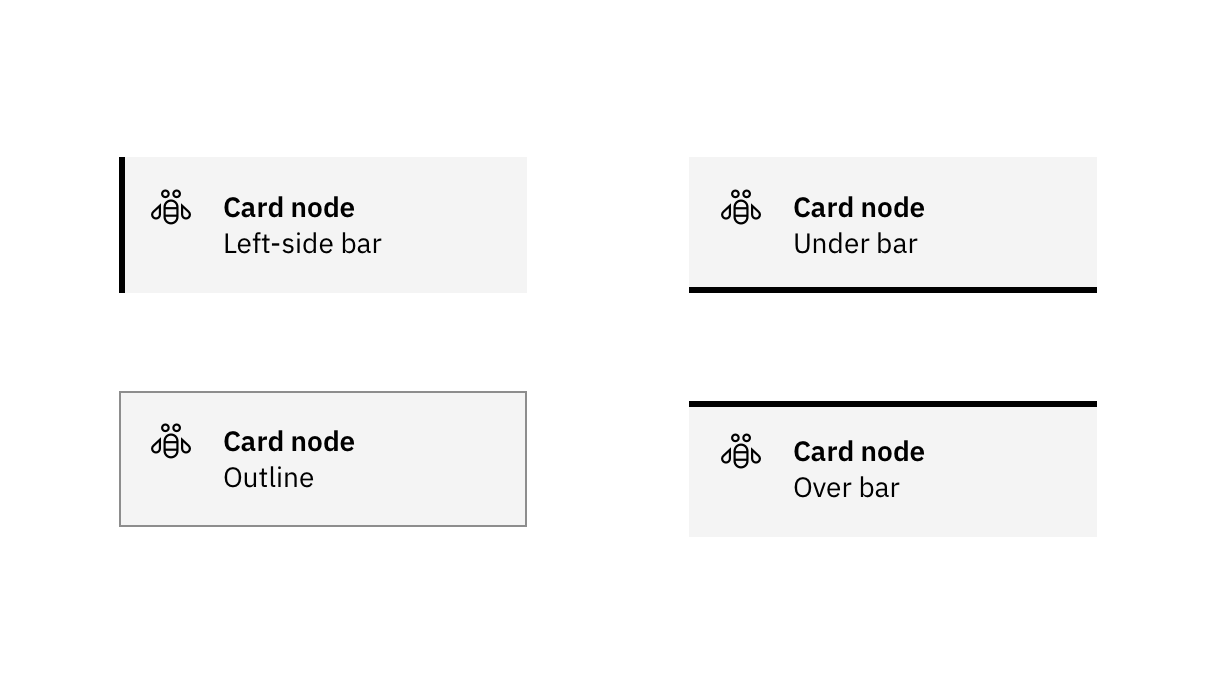 Card node
Left-side bar
Card node
Under bar
Card node
Outline
Card node
Over bar